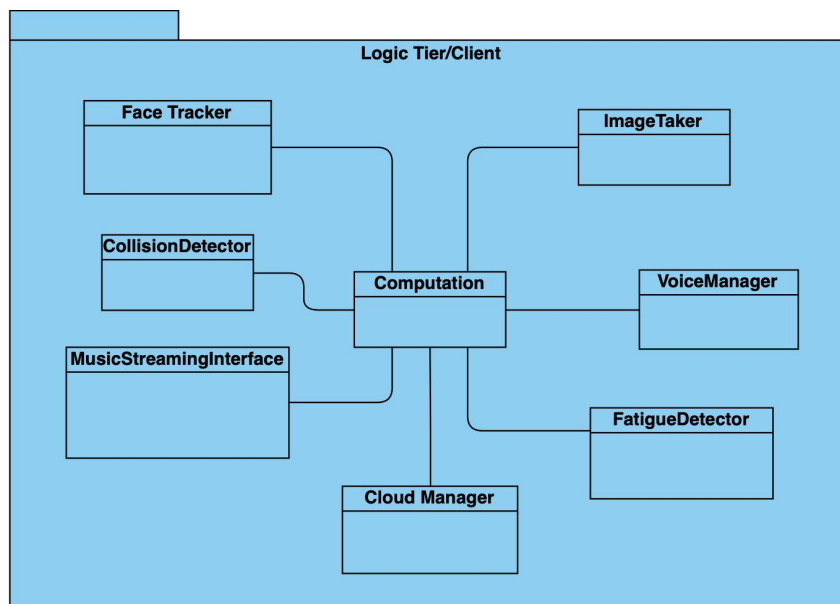 Logic Tier/Client
Face Tracker
ImageTaker
CollisionDetector
Computation
VoiceManager
MusicStreamingInterface
FatigueDetector
Cloud Manager